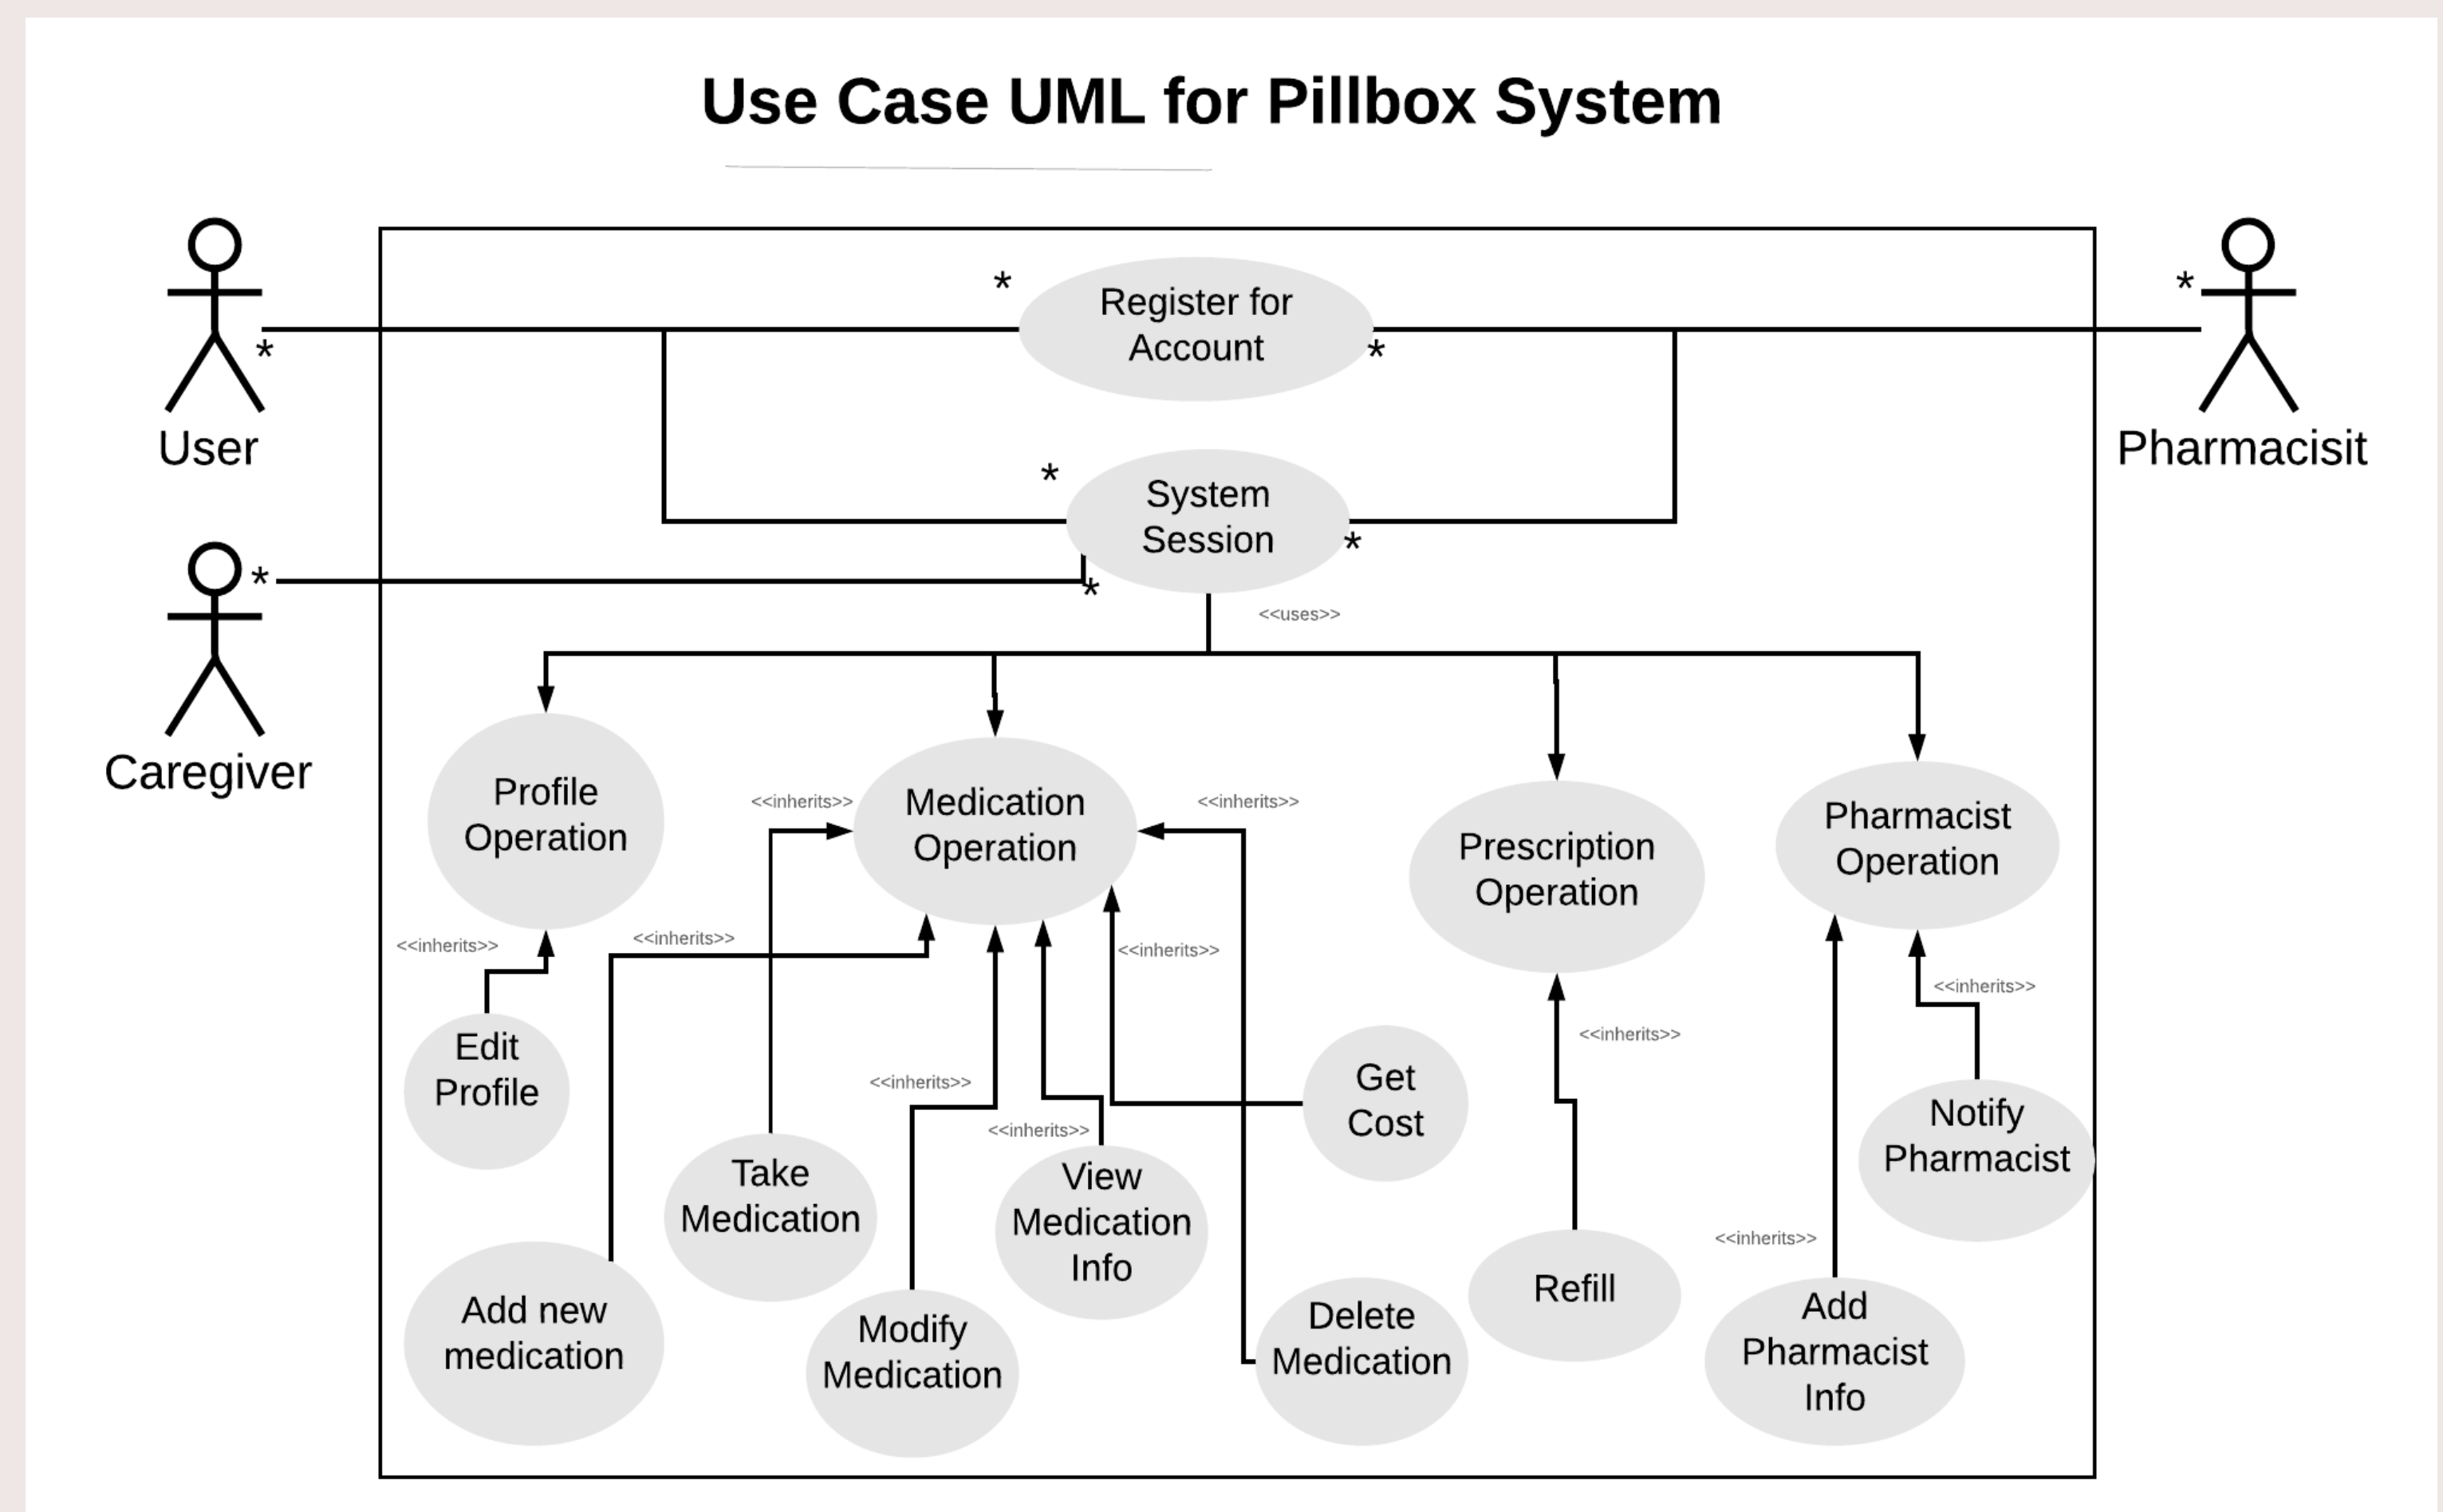 Use Case UML for Pillbox System
*
*
Register for
Account
*
*
User
Pharmacisit
*
System
Session
*
*
*
<<uses>>
Caregiver
Profile
Operation
<<inherits>>
Medication
Operation
<<inherits>>
Prescription
Operation
Pharmacist
Operation
<<inherits>>
<<inherits>>
<<inherits>>
<<inherits>>
<<inherits>>
Edit
Profile
<<inherits>>
<<inherits>>
Get
Cost
Notify
Pharmacist
Take
Medication
View
Medication
Info
<<inherits>>
Add new
medication
Modify
Medication
Delete
Medication
Refill
Add
Pharmacist
Info